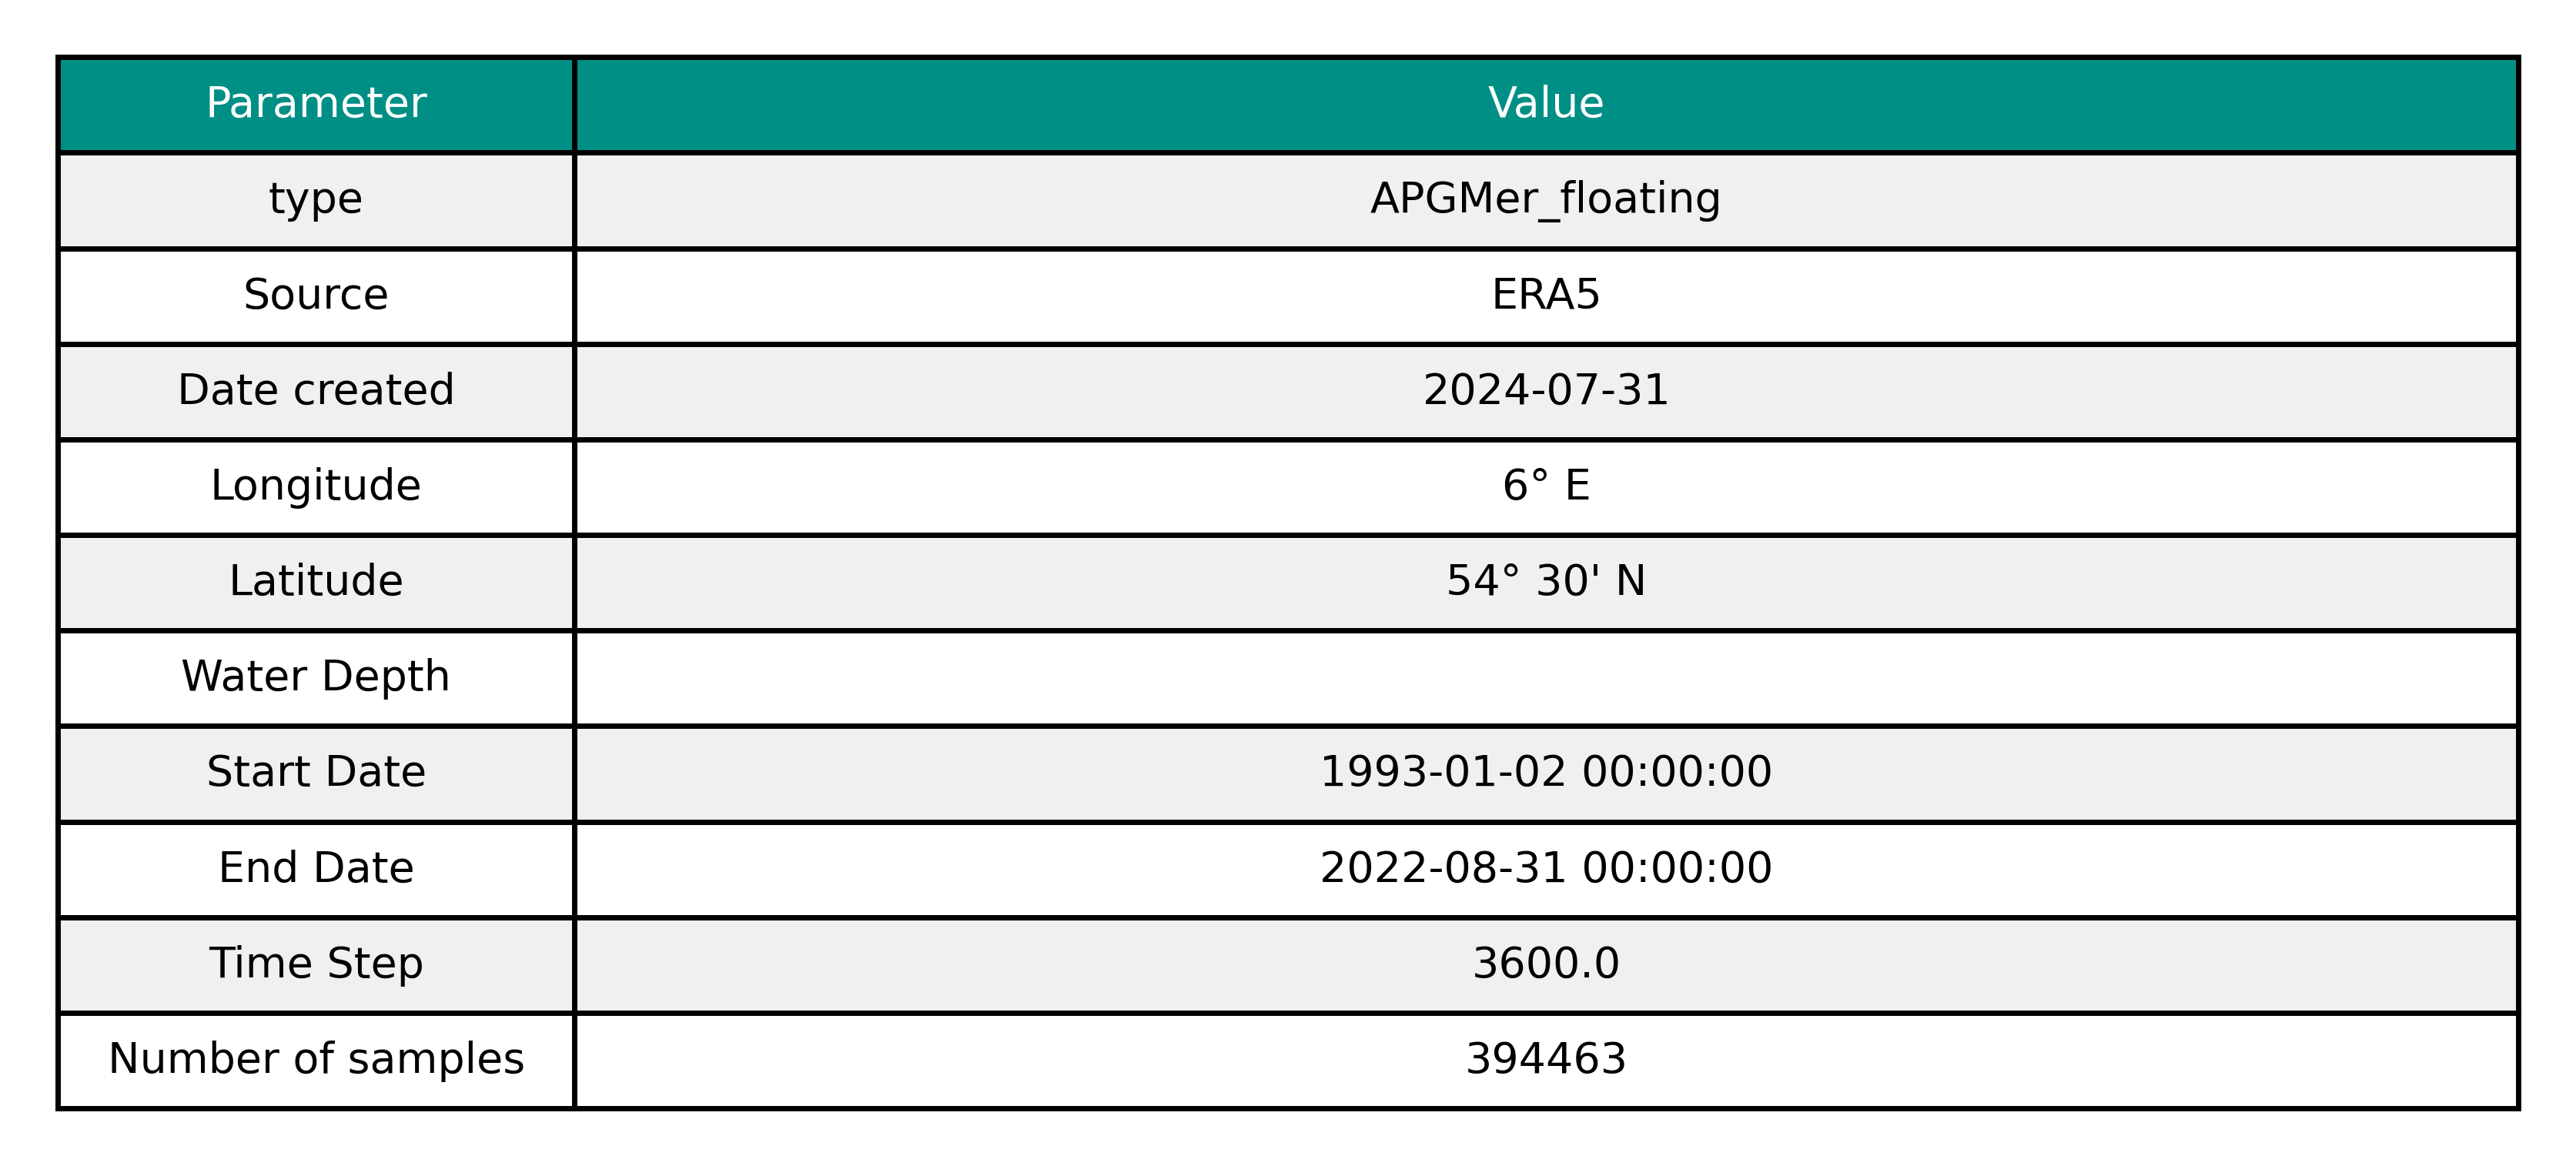 Parameter Value
type APGMer_floating
Source ERA5
Date created 2024-07-31
Longitude 6° E
Latitude 54° 30' N
Water Depth
Start Date 1993-01-02 00:00:00
End Date 2022-08-31 00:00:00
Time Step 3600.0
Number of samples 394463